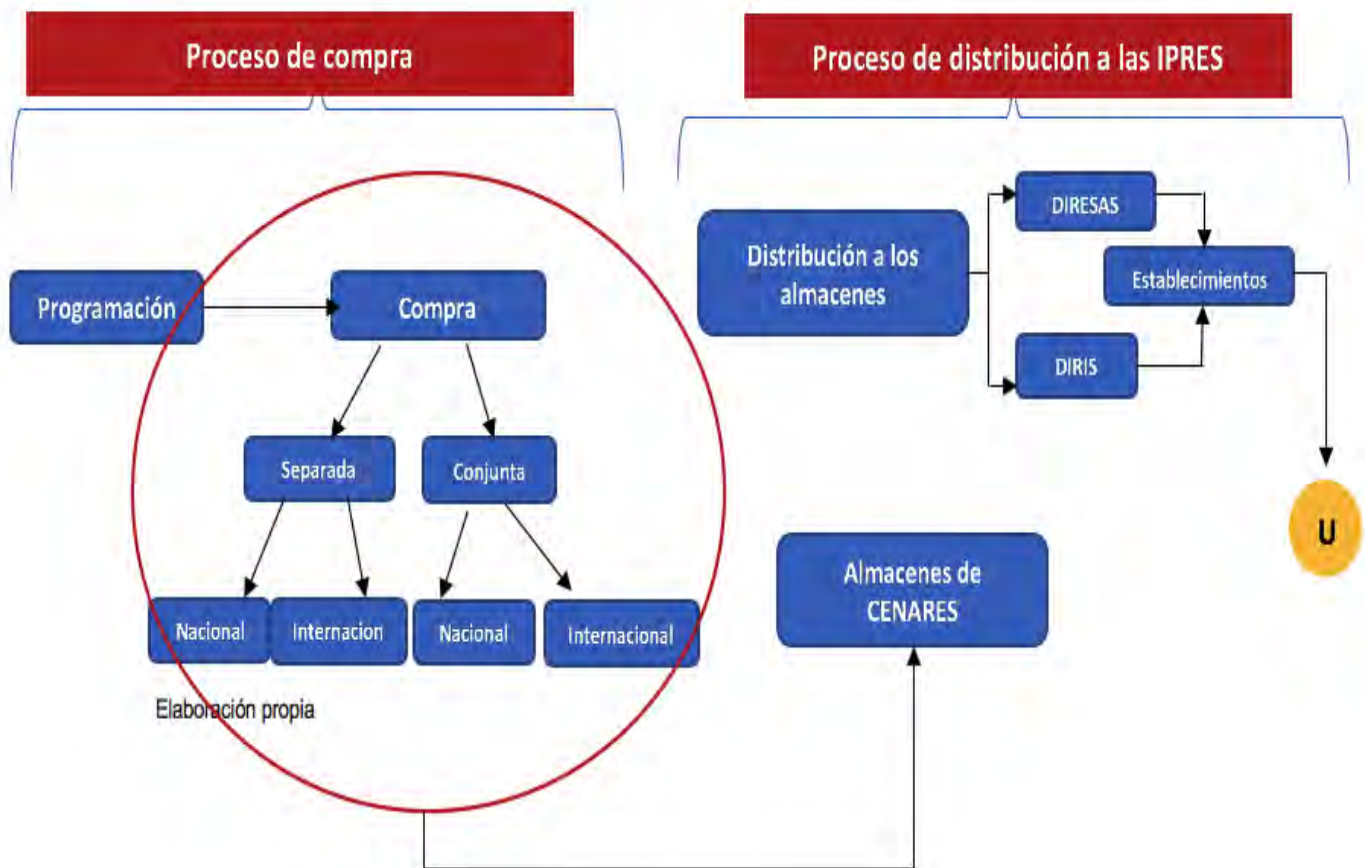 Proceso de compra
Proceso de distribución a las IPRES
Programación
Compra
Separada
Conjunta
Nacional
Internacion
Nacional
Internacional
Elaboración propia
Distribución a los
almacenes
DIRESAS
DIRIS
Establecimientos
U
Almacenes de
CENARES